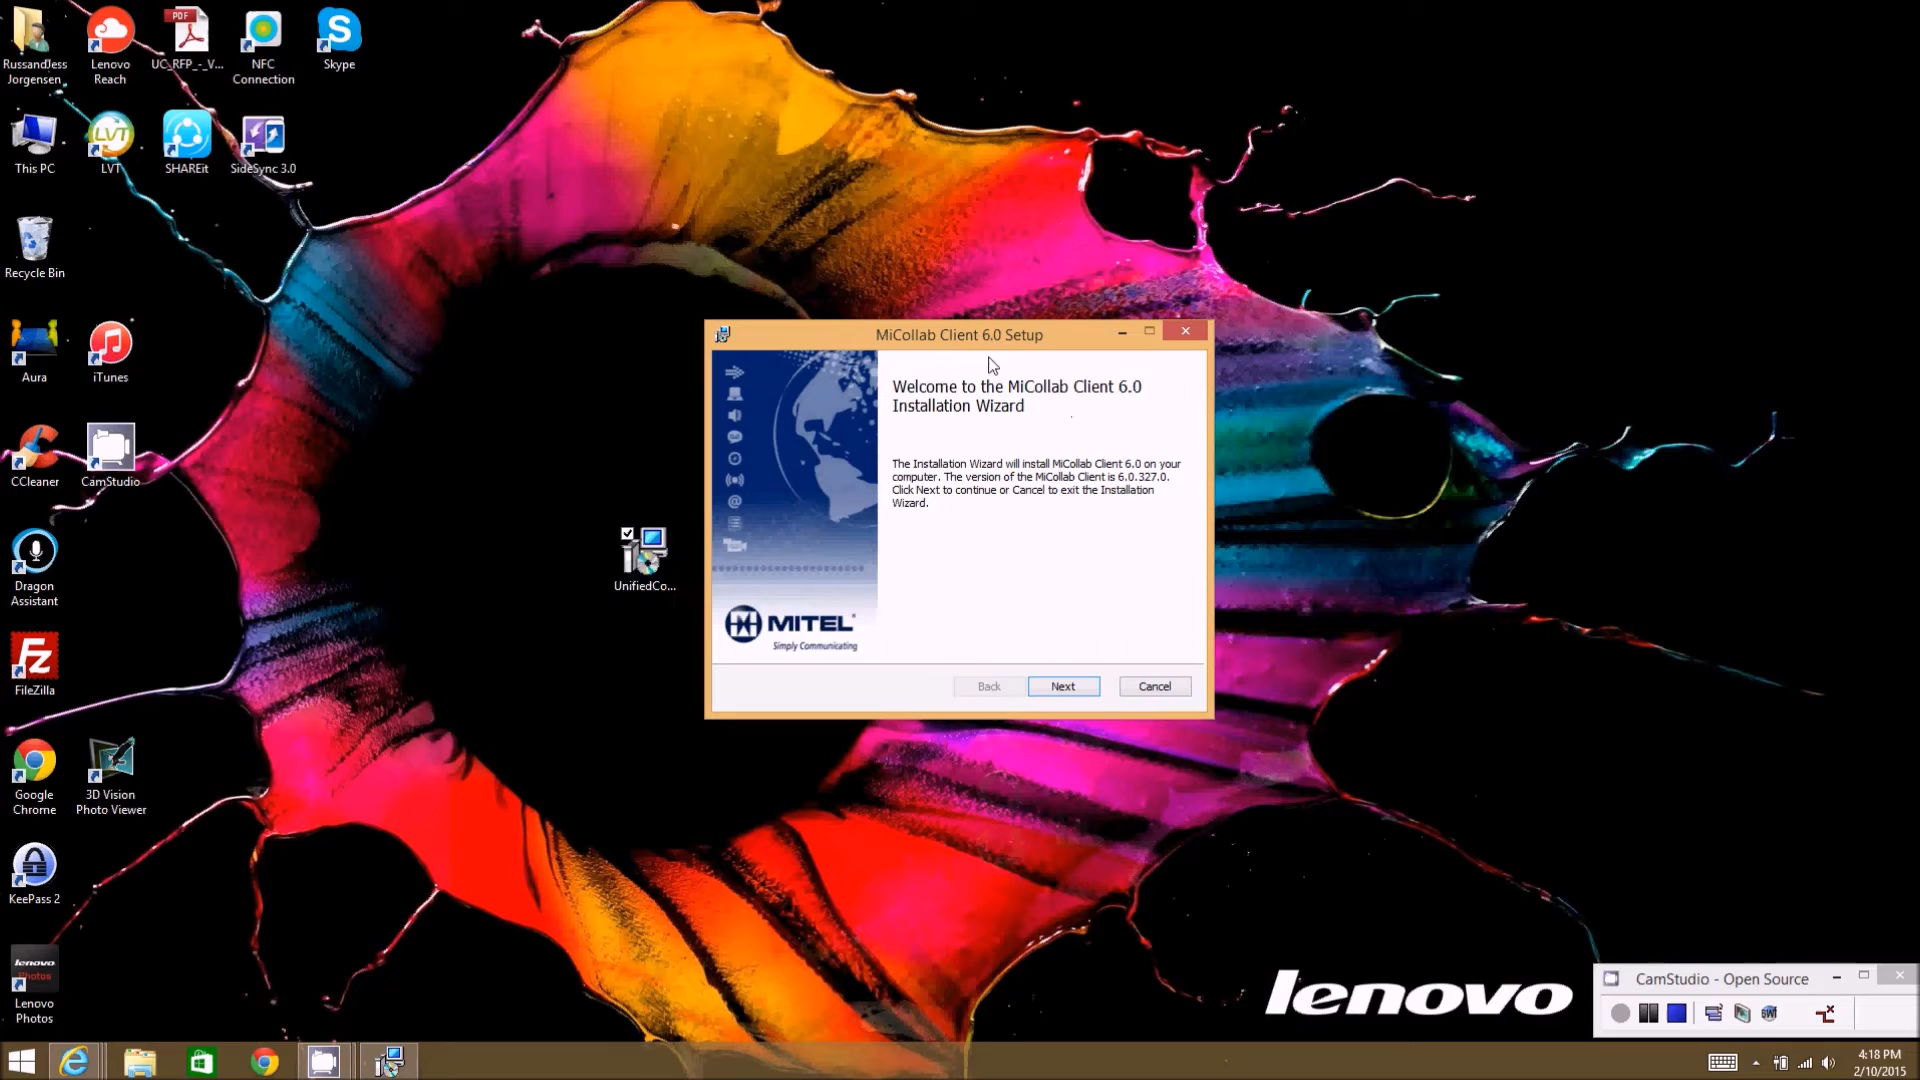 RussandJess
Jorgensen
Lenovo
Reach
PDF
UC_RFP_-_V...
NFC
Connection
Skype
This PC
LVT
LVT
SHAREit
SideSync 3.0
Recycle Bin
Aura
iTunes
CCleaner
CamStudio
Dragon
Assistant
Fz
FileZilla
Google
Chrome
3D Vision
Photo Viewer
KeePass 2
lenovo
Photos
Lenovo
Photos
UnifiedCo...
MiCollab Client 6.0 Setup
Welcome to the MiCollab Client 6.0
Installation Wizard
The Installation Wizard will install MiCollab Client 6.0 on your
computer. The version of the MiCollab Client is 6.0.327.0.
Click Next to continue or Cancel to exit the Installation
Wizard.
MITEL
Simply Communicating
Back
Next
Cancel
lenovo
CamStudio - Open Source
4:18 PM
2/10/2015